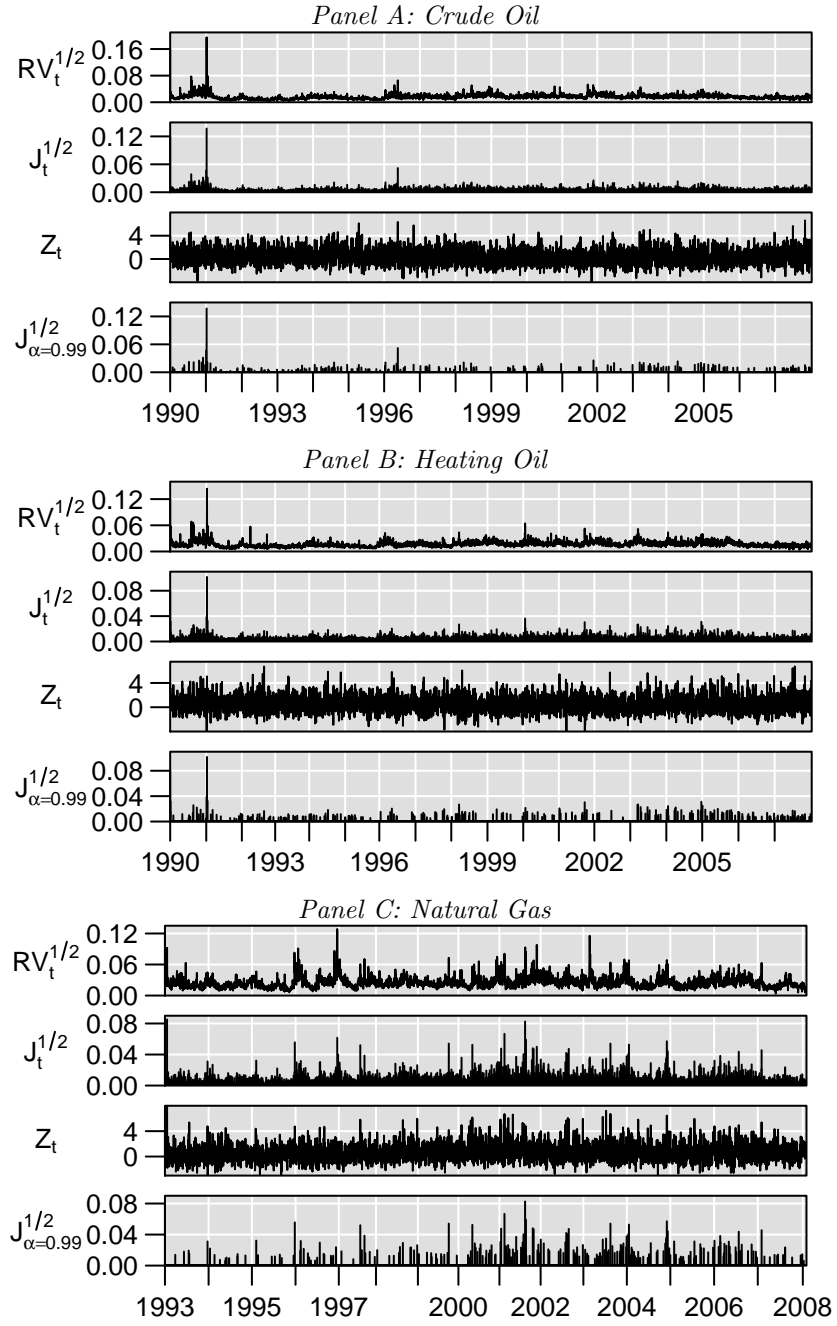 Panel A: Crude Oil
RV_t^{1/2}
0.16
0.08
0.00
J_t^{1/2}
0.12
0.06
0.00
Z_t
4
0
J_{α=0.99}^{1/2}
0.12
0.06
0.00
1990 1993 1996 1999 2002 2005
Panel B: Heating Oil
RV_t^{1/2}
0.12
0.06
0.00
J_t^{1/2}
0.08
0.04
0.00
Z_t
4
0
J_{α=0.99}^{1/2}
0.08
0.04
0.00
1990 1993 1996 1999 2002 2005
Panel C: Natural Gas
RV_t^{1/2}
0.12
0.06
0.00
J_t^{1/2}
0.08
0.04
0.00
Z_t
4
0
J_{α=0.99}^{1/2}
0.08
0.04
0.00
1993 1995 1997 2000 2002 2004 2006 2008